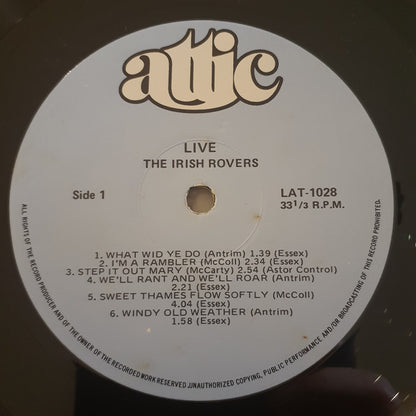 attic
LIVE
THE IRISH ROVERS
Side 1
LAT-1028
33 1/3 R.P.M.
1. WHAT WID YE DO (Antrim) 1.39 (Essex)
2. I'M A RAMBLER (McColl) 2.34 (Essex)
3. STEP IT OUT MARY (McCarty) 2.54 (Astor Control)
4. WE'LL RANT AND WE'LL ROAR (Antrim)
2.21 (Essex)
5. SWEET THAMES FLOW SOFTLY (McColl)
4.04 (Essex)
6. WINDY OLD WEATHER (Antrim)
1.58 (Essex)
ALL RIGHTS OF THE RECORD PRODUCER AND OF THE OWNER OF THE RECORDED WORK RESERVED. UNAUTHORIZED COPYING, PUBLIC PERFORMANCE AND/OR BROADCASTING OF THIS RECORD PROHIBITED.